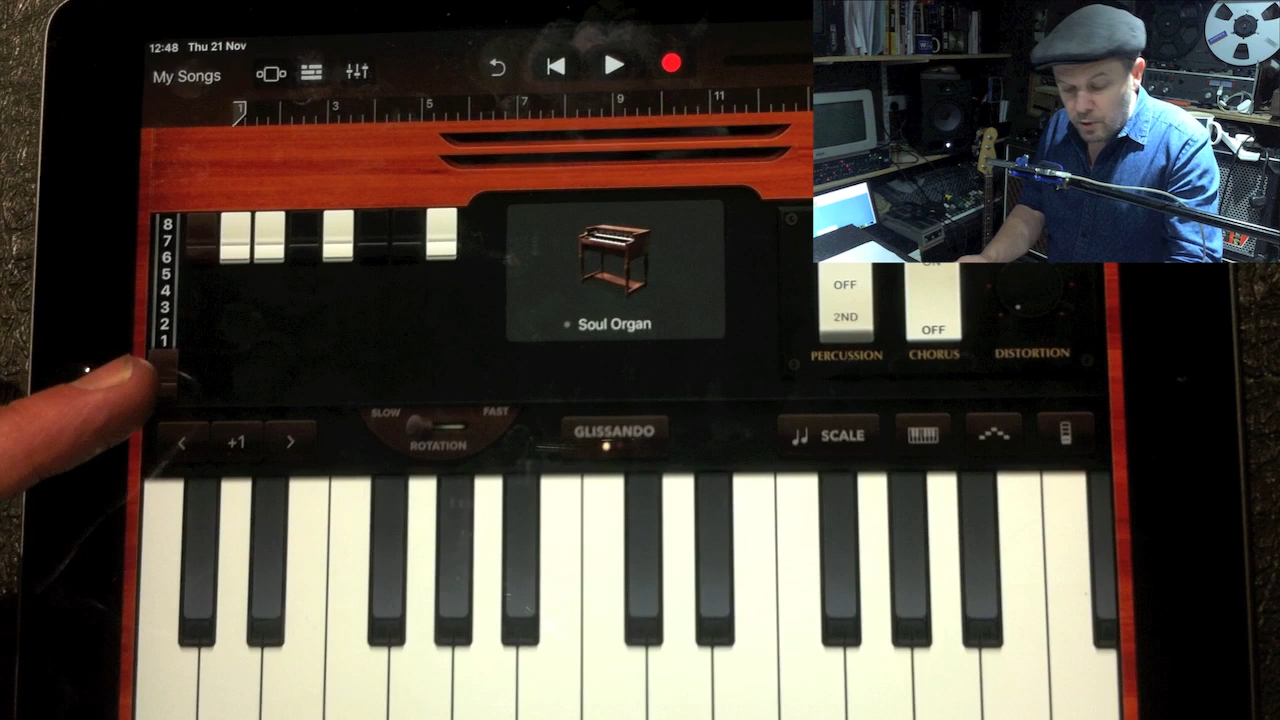 12:48 Thu 21 Nov
My Songs
1 3 5 7 9 11
8
7
6
5
4
3
2
1
Soul Organ
OFF
2ND
OFF
PERCUSSION CHORUS DISTORTION
SLOW FAST
ROTATION
+1
GLISSANDO
SCALE